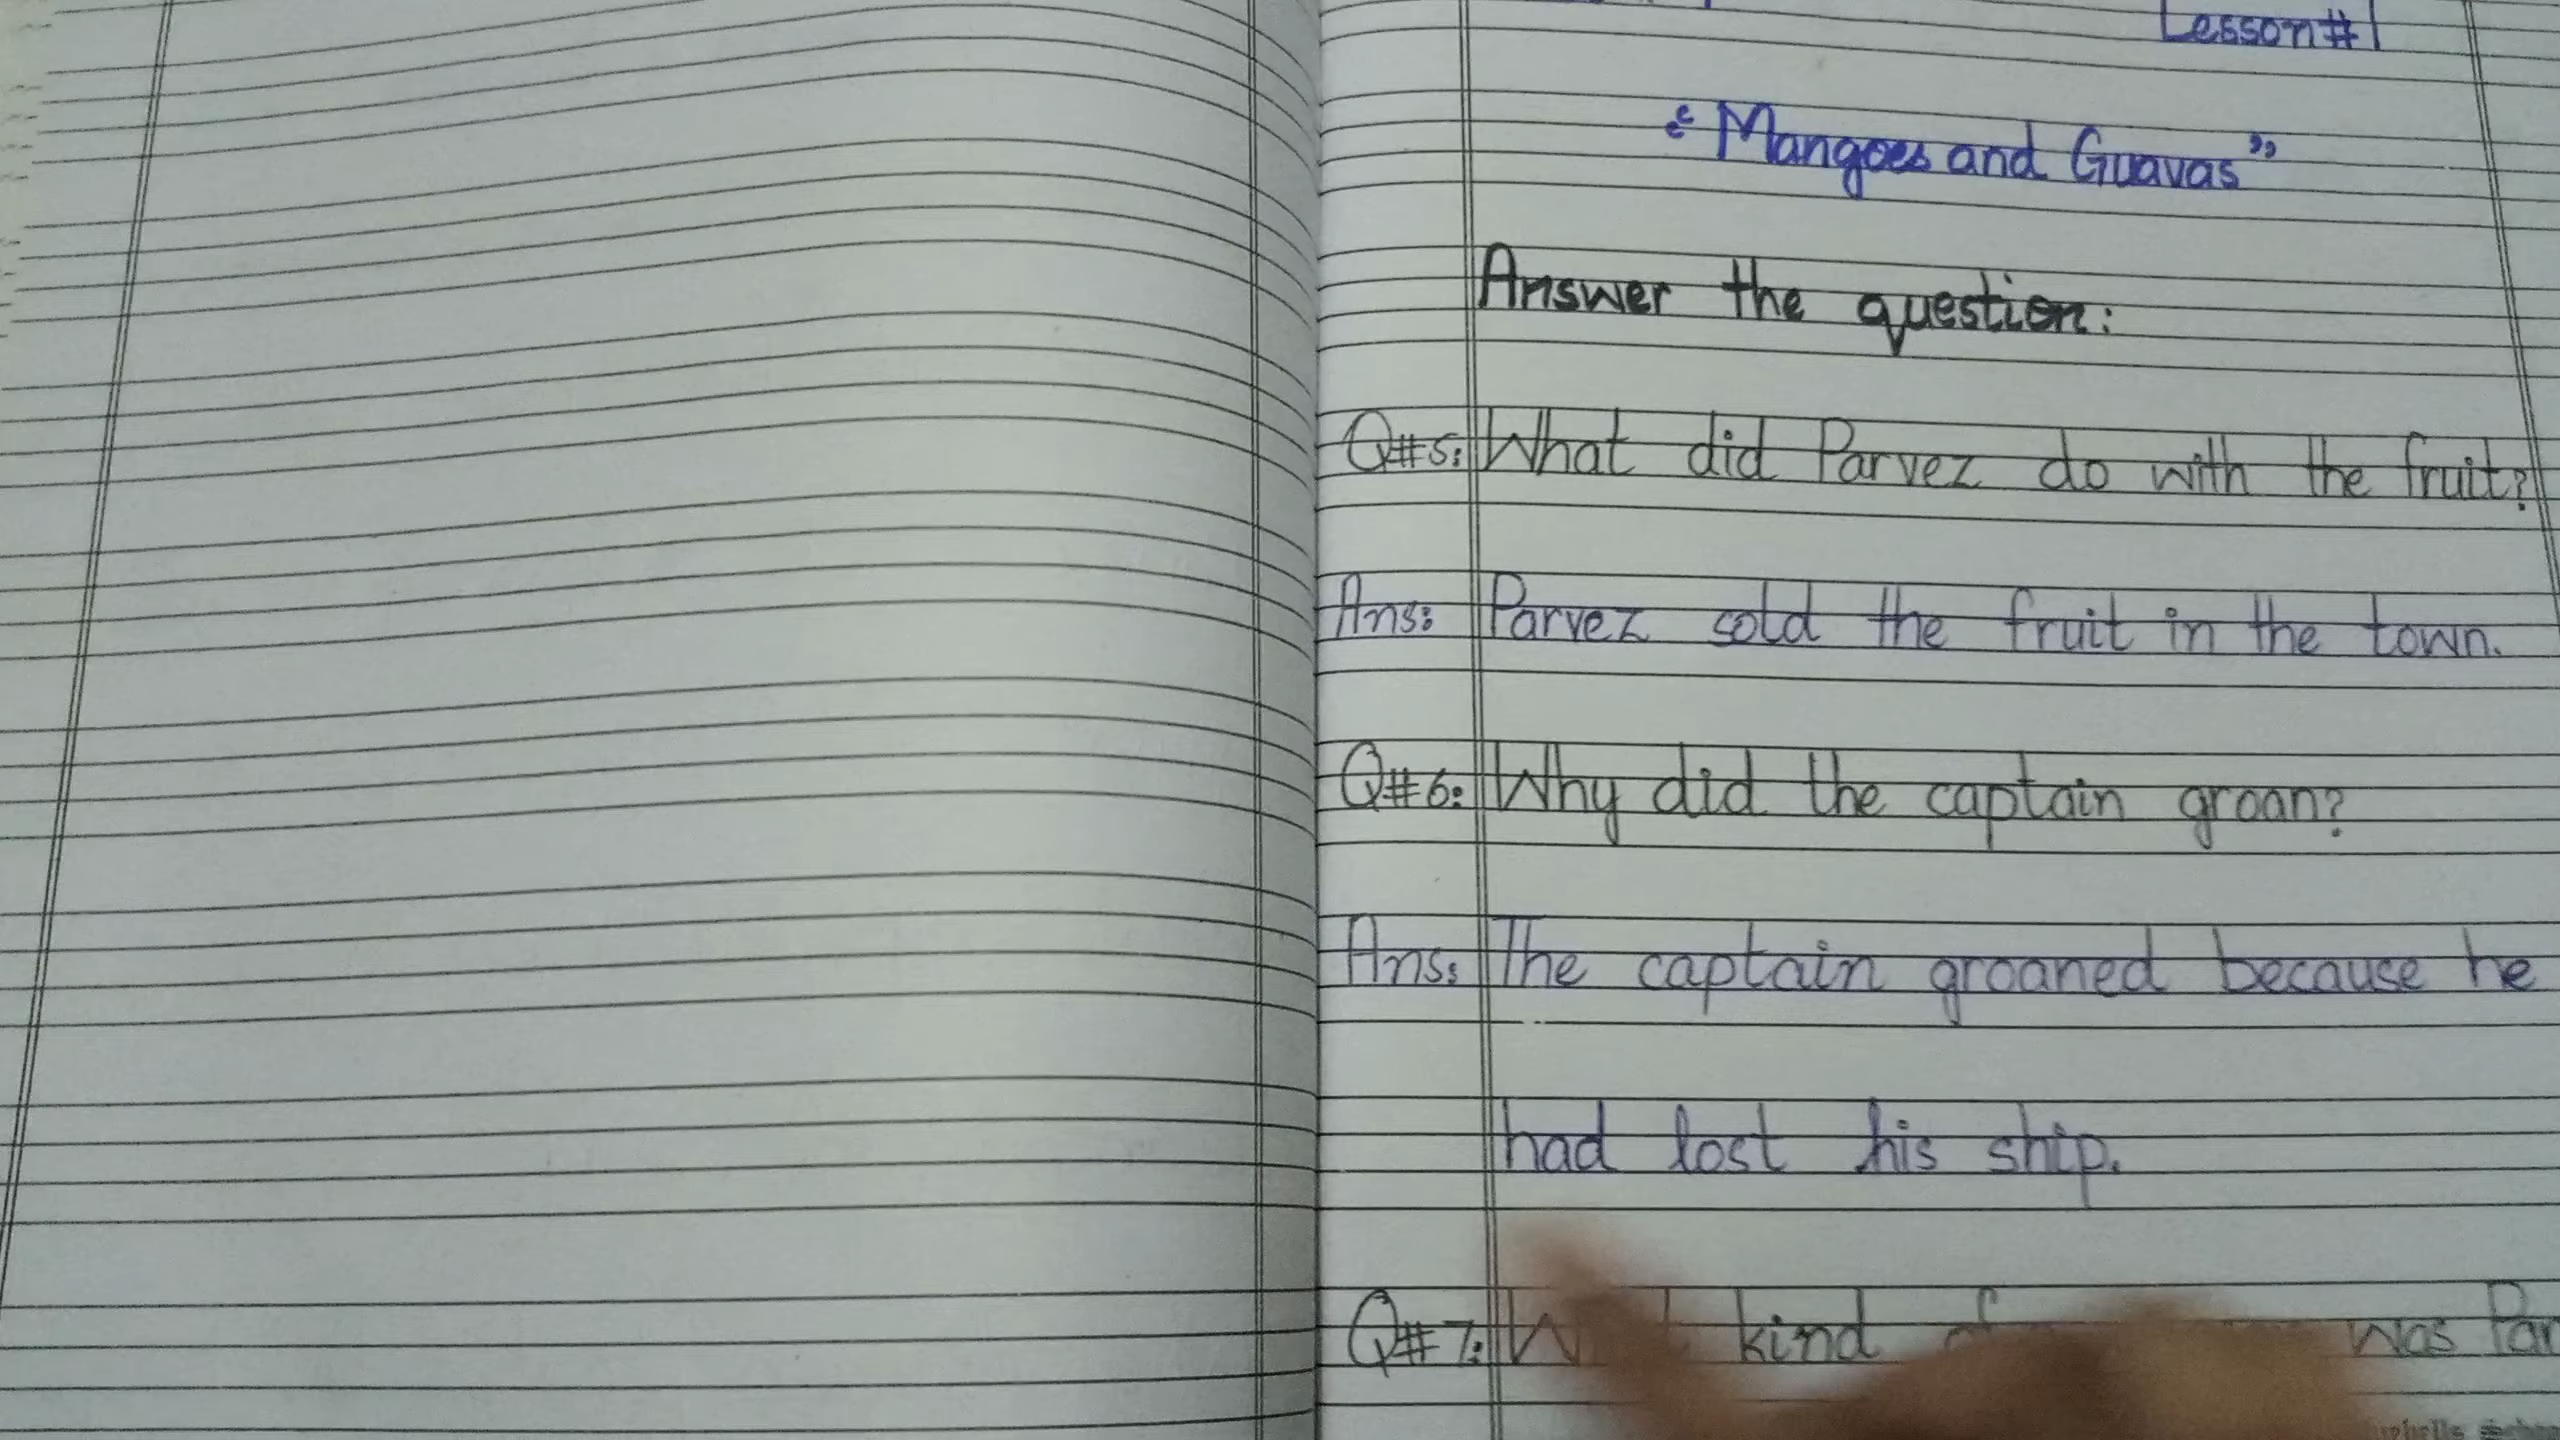 Lesson#1
"Mangoes and Guavas"
Answer the question:
Q#5: What did Parvez do with the fruit?
Ans: Parvez sold the fruit in the town.
Q#6: Why did the captain groan?
Ans: The captain groaned because he
had lost his ship.
Q#7: kind was